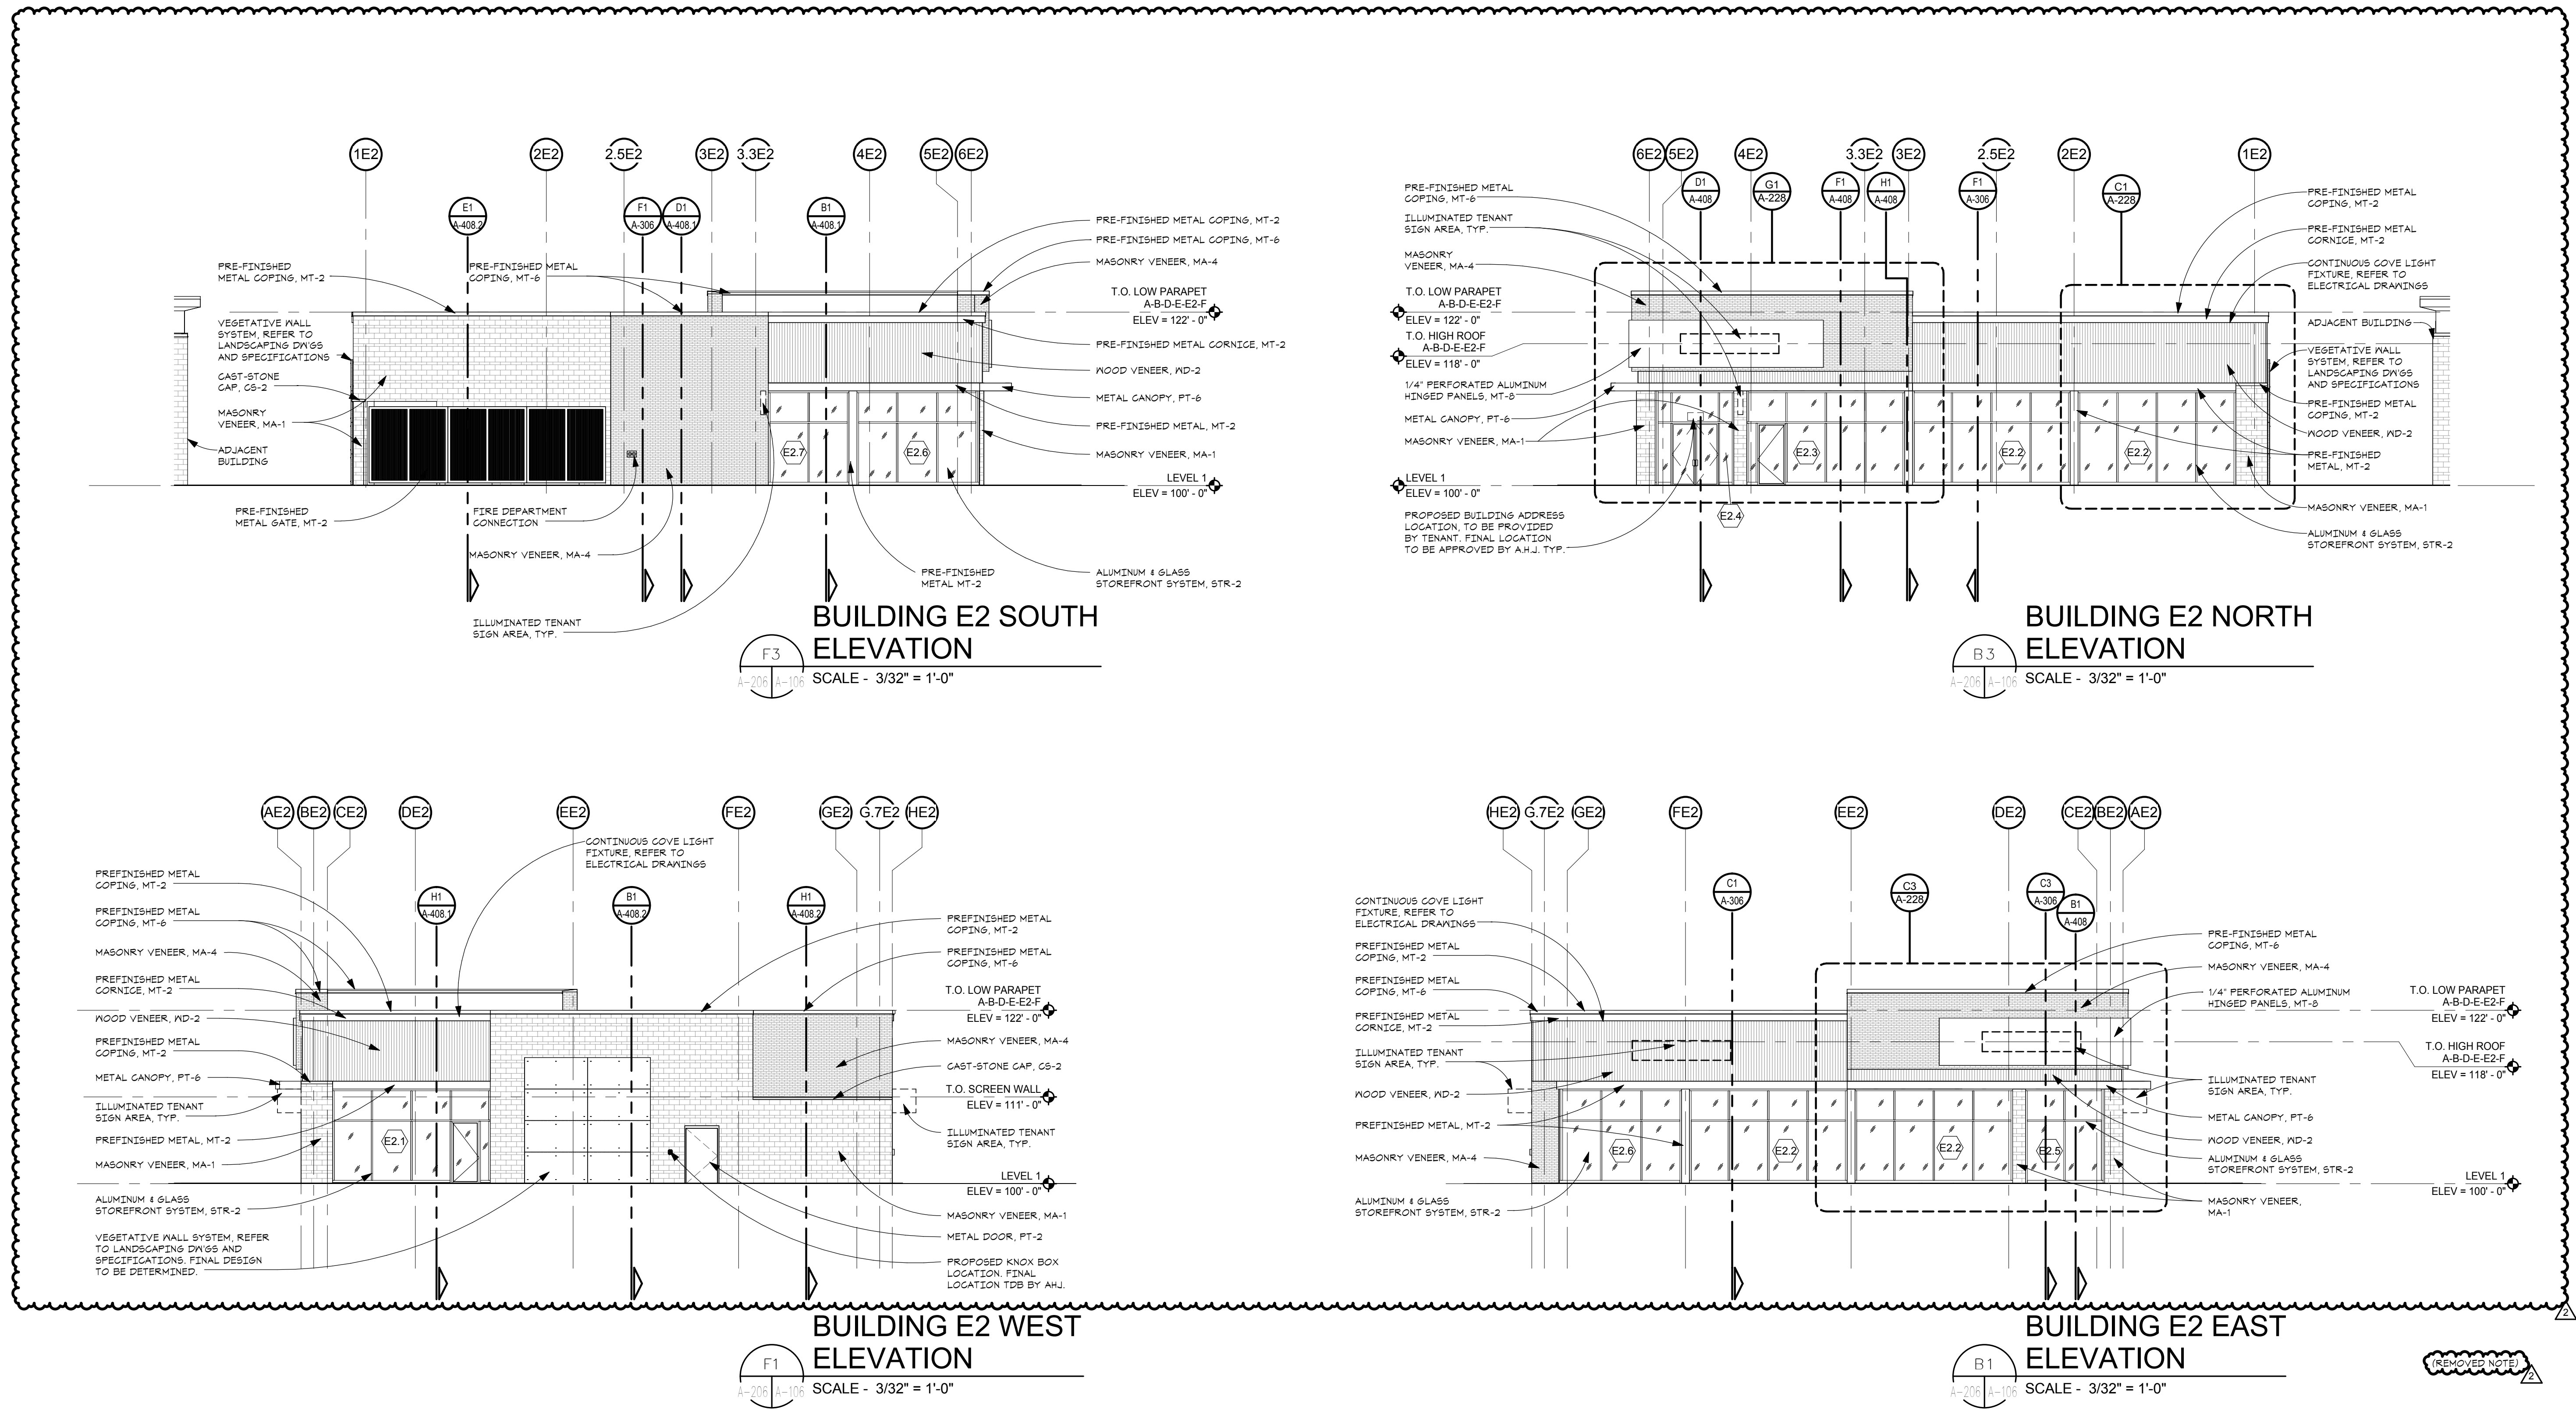 1E2
2E2
2.5E2
3E2
3.3E2
4E2
5E2
6E2
E1
A-408.2
F1
A-306
D1
A-408.1
B1
A-408.1
PRE-FINISHED
METAL COPING, MT-2
PRE-FINISHED METAL
COPING, MT-6
VEGETATIVE WALL
SYSTEM, REFER TO
LANDSCAPING DW'GS
AND SPECIFICATIONS
CAST-STONE
CAP, CS-2
MASONRY
VENEER, MA-1
ADJACENT
BUILDING
PRE-FINISHED
METAL GATE, MT-2
FIRE DEPARTMENT
CONNECTION
MASONRY VENEER, MA-4
ILLUMINATED TENANT
SIGN AREA, TYP.
E2.7
E2.6
PRE-FINISHED METAL COPING, MT-2
PRE-FINISHED METAL COPING, MT-6
MASONRY VENEER, MA-4
T.O. LOW PARAPET
A-B-D-E-E2-F
ELEV = 122' - 0"
PRE-FINISHED METAL CORNICE, MT-2
WOOD VENEER, WD-2
METAL CANOPY, PT-6
PRE-FINISHED METAL, MT-2
MASONRY VENEER, MA-1
LEVEL 1
ELEV = 100' - 0"
PRE-FINISHED
METAL MT-2
ALUMINUM & GLASS
STOREFRONT SYSTEM, STR-2
BUILDING E2 SOUTH
ELEVATION
F3
A-206
A-106
SCALE - 3/32" = 1'-0"
6E2
5E2
4E2
3.3E2
3E2
2.5E2
2E2
1E2
D1
A-408
G1
A-228
F1
A-408
H1
A-408
F1
A-306
C1
A-228
PRE-FINISHED METAL
COPING, MT-6
ILLUMINATED TENANT
SIGN AREA, TYP.
MASONRY
VENEER, MA-4
T.O. LOW PARAPET
A-B-D-E-E2-F
ELEV = 122' - 0"
T.O. HIGH ROOF
A-B-D-E-E2-F
ELEV = 118' - 0"
1/4" PERFORATED ALUMINUM
HINGED PANELS, MT-8
METAL CANOPY, PT-6
MASONRY VENEER, MA-1
LEVEL 1
ELEV = 100' - 0"
PROPOSED BUILDING ADDRESS
LOCATION, TO BE PROVIDED
BY TENANT. FINAL LOCATION
TO BE APPROVED BY A.H.J. TYP.
E2.4
E2.3
E2.2
E2.2
PRE-FINISHED METAL
COPING, MT-2
PRE-FINISHED METAL
CORNICE, MT-2
CONTINUOUS COVE LIGHT
FIXTURE, REFER TO
ELECTRICAL DRAWINGS
ADJACENT BUILDING
VEGETATIVE WALL
SYSTEM, REFER TO
LANDSCAPING DW'GS
AND SPECIFICATIONS
PRE-FINISHED METAL
COPING, MT-2
WOOD VENEER, WD-2
PRE-FINISHED
METAL, MT-2
MASONRY VENEER, MA-1
ALUMINUM & GLASS
STOREFRONT SYSTEM, STR-2
BUILDING E2 NORTH
ELEVATION
B3
A-206
A-106
SCALE - 3/32" = 1'-0"
AE2
BE2
CE2
DE2
EE2
FE2
GE2
G.7E2
HE2
H1
A-408.1
B1
A-408.2
H1
A-408.2
CONTINUOUS COVE LIGHT
FIXTURE, REFER TO
ELECTRICAL DRAWINGS
PREFINISHED METAL
COPING, MT-2
PREFINISHED METAL
COPING, MT-6
MASONRY VENEER, MA-4
PREFINISHED METAL
CORNICE, MT-2
WOOD VENEER, WD-2
PREFINISHED METAL
COPING, MT-2
METAL CANOPY, PT-6
ILLUMINATED TENANT
SIGN AREA, TYP.
PREFINISHED METAL, MT-2
MASONRY VENEER, MA-1
ALUMINUM & GLASS
STOREFRONT SYSTEM, STR-2
VEGETATIVE WALL SYSTEM, REFER
TO LANDSCAPING DW'GS AND
SPECIFICATIONS. FINAL DESIGN
TO BE DETERMINED.
E2.1
PREFINISHED METAL
COPING, MT-2
PREFINISHED METAL
COPING, MT-6
T.O. LOW PARAPET
A-B-D-E-E2-F
ELEV = 122' - 0"
MASONRY VENEER, MA-4
CAST-STONE CAP, CS-2
T.O. SCREEN WALL
ELEV = 111' - 0"
ILLUMINATED TENANT
SIGN AREA, TYP.
LEVEL 1
ELEV = 100' - 0"
MASONRY VENEER, MA-1
METAL DOOR, PT-2
PROPOSED KNOX BOX
LOCATION. FINAL
LOCATION TDB BY AHJ.
BUILDING E2 WEST
ELEVATION
F1
A-206
A-106
SCALE - 3/32" = 1'-0"
HE2
G.7E2
GE2
FE2
EE2
DE2
CE2
BE2
AE2
C1
A-306
C3
A-228
C3
A-306
B1
A-408
CONTINUOUS COVE LIGHT
FIXTURE, REFER TO
ELECTRICAL DRAWINGS
PREFINISHED METAL
COPING, MT-2
PREFINISHED METAL
COPING, MT-6
PREFINISHED METAL
CORNICE, MT-2
ILLUMINATED TENANT
SIGN AREA, TYP.
WOOD VENEER, WD-2
PREFINISHED METAL, MT-2
MASONRY VENEER, MA-4
ALUMINUM & GLASS
STOREFRONT SYSTEM, STR-2
E2.6
E2.2
E2.2
E2.5
PRE-FINISHED METAL
COPING, MT-6
MASONRY VENEER, MA-4
1/4" PERFORATED ALUMINUM
HINGED PANELS, MT-8
T.O. LOW PARAPET
A-B-D-E-E2-F
ELEV = 122' - 0"
T.O. HIGH ROOF
A-B-D-E-E2-F
ELEV = 118' - 0"
ILLUMINATED TENANT
SIGN AREA, TYP.
METAL CANOPY, PT-6
WOOD VENEER, WD-2
ALUMINUM & GLASS
STOREFRONT SYSTEM, STR-2
LEVEL 1
ELEV = 100' - 0"
MASONRY VENEER,
MA-1
2
BUILDING E2 EAST
ELEVATION
B1
A-206
A-106
SCALE - 3/32" = 1'-0"
(REMOVED NOTE)
2